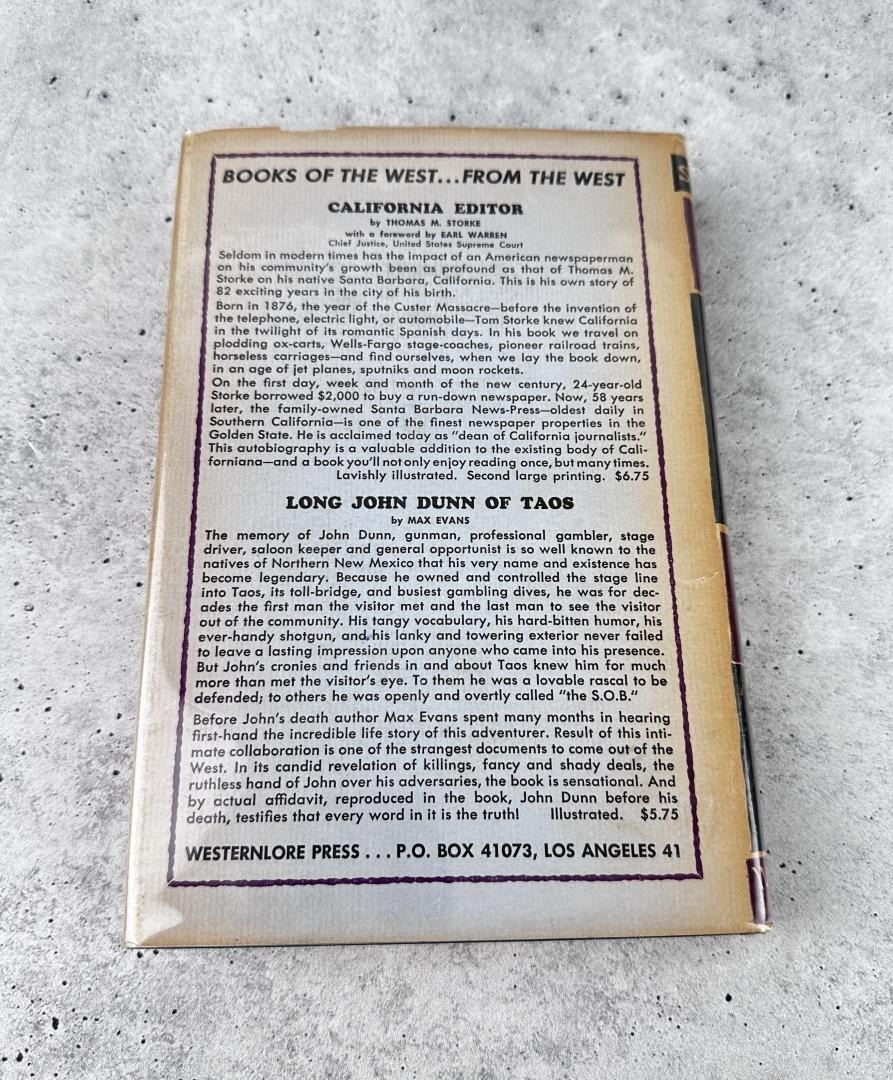 BOOKS OF THE WEST...FROM THE WEST
CALIFORNIA EDITOR
by THOMAS M. STORKE
with a foreword by EARL WARREN
Chief Justice, United States Supreme Court
Seldom in modern times has the impact of an American newspaperman
on his community's growth been as profound as that of Thomas M.
Storke on his native Santa Barbara, California. This is his own story of
82 exciting years in the city of his birth.
Born in 1876, the year of the Custer Massacre—before the invention of
the telephone, electric light, or automobile—Tom Storke knew California
in the twilight of its romantic Spanish days. In his book we travel on
plodding ox-carts, Wells-Fargo stage-coaches, pioneer railroad trains,
horseless carriages—and find ourselves, when we lay the book down,
in an age of jet planes, sputniks and moon rockets.
On the first day, week and month of the new century, 24-year-old
Storke borrowed $2,000 to buy a run-down newspaper. Now, 58 years
later, the family-owned Santa Barbara News-Press—oldest daily in
Southern California—is one of the finest newspaper properties in the
Golden State. He is acclaimed today as "dean of California journalists."
This autobiography is a valuable addition to the existing body of Cali-
forniana—and a book you'll not only enjoy reading once, but many times.
Lavishly illustrated. Second large printing. $6.75
LONG JOHN DUNN OF TAOS
by MAX EVANS
The memory of John Dunn, gunman, professional gambler, stage
driver, saloon keeper and general opportunist is so well known to the
natives of Northern New Mexico that his very name and existence has
become legendary. Because he owned and controlled the stage line
into Taos, its toll-bridge, and busiest gambling dives, he was for dec-
ades the first man the visitor met and the last man to see the visitor
out of the community. His tangy vocabulary, his hard-bitten humor, his
ever-handy shotgun, and his lanky and towering exterior never failed
to leave a lasting impression upon anyone who came into his presence.
But John's cronies and friends in and about Taos knew him for much
more than met the visitor's eye. To them he was a lovable rascal to be
defended; to others he was openly and overtly called "the S.O.B."
Before John's death author Max Evans spent many months in hearing
first-hand the incredible life story of this adventurer. Result of this inti-
mate collaboration is one of the strangest documents to come out of the
West. In its candid revelation of killings, fancy and shady deals, the
ruthless hand of John over his adversaries, the book is sensational. And
by actual affidavit, reproduced in the book, John Dunn before his
death, testifies that every word in it is the truth! Illustrated. $5.75
WESTERNLORE PRESS . . . P.O. BOX 41073, LOS ANGELES 41